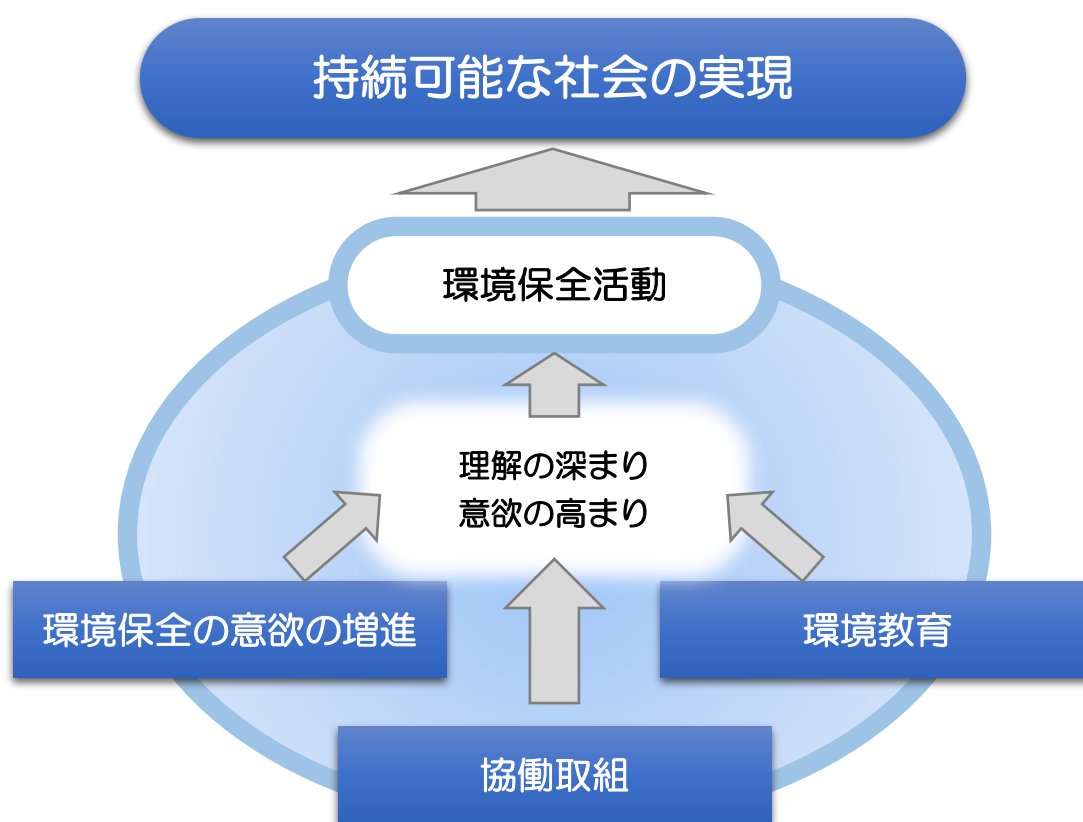 持続可能な社会の実現
環境保全活動
理解の深まり
意欲の高まり
環境保全の意欲の増進
環境教育
協働取組